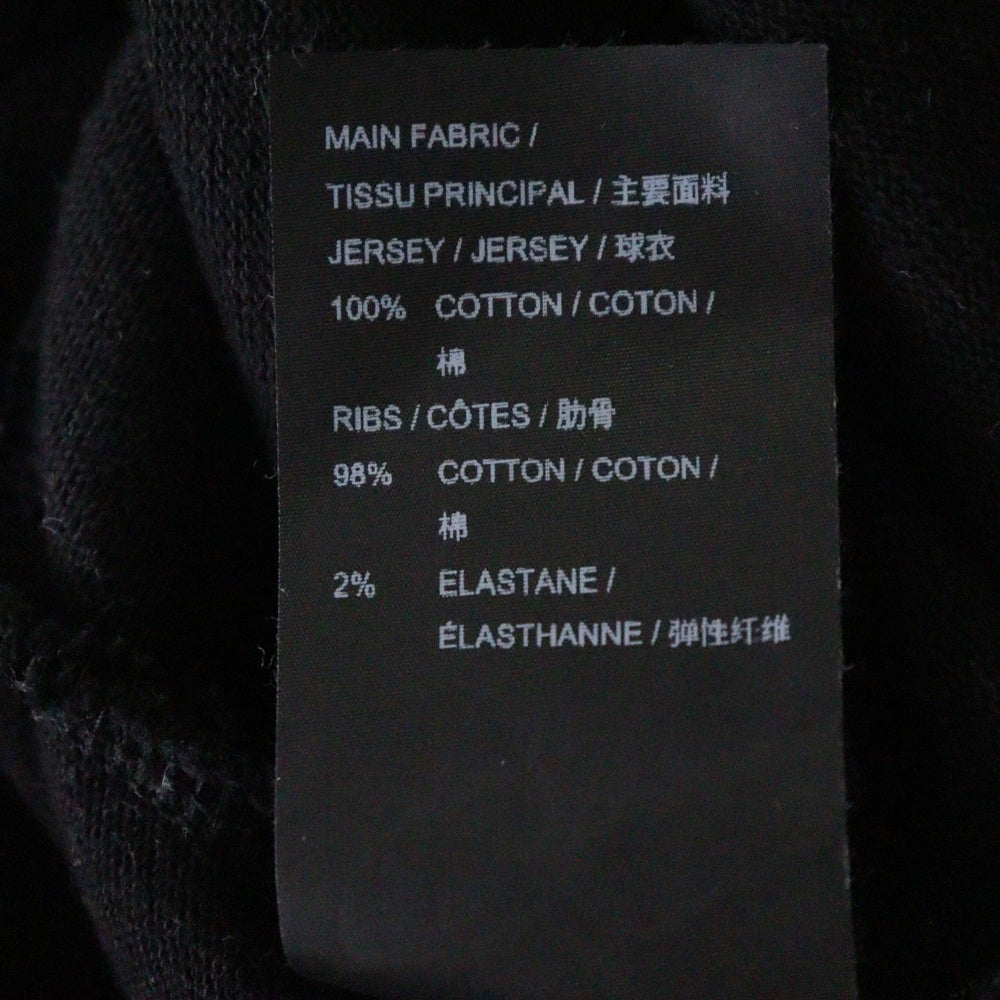 MAIN FABRIC /
TISSU PRINCIPAL / 主要面料
JERSEY / JERSEY / 球衣
100% COTTON / COTON /
棉
RIBS / CÔTES / 肋骨
98% COTTON / COTON /
棉
2% ELASTANE /
ÉLASTHANNE / 弹性纤维